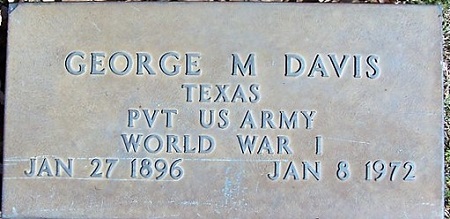 GEORGE M DAVIS
TEXAS
PVT US ARMY
WORLD WAR I
JAN 27 1896 JAN 8 1972